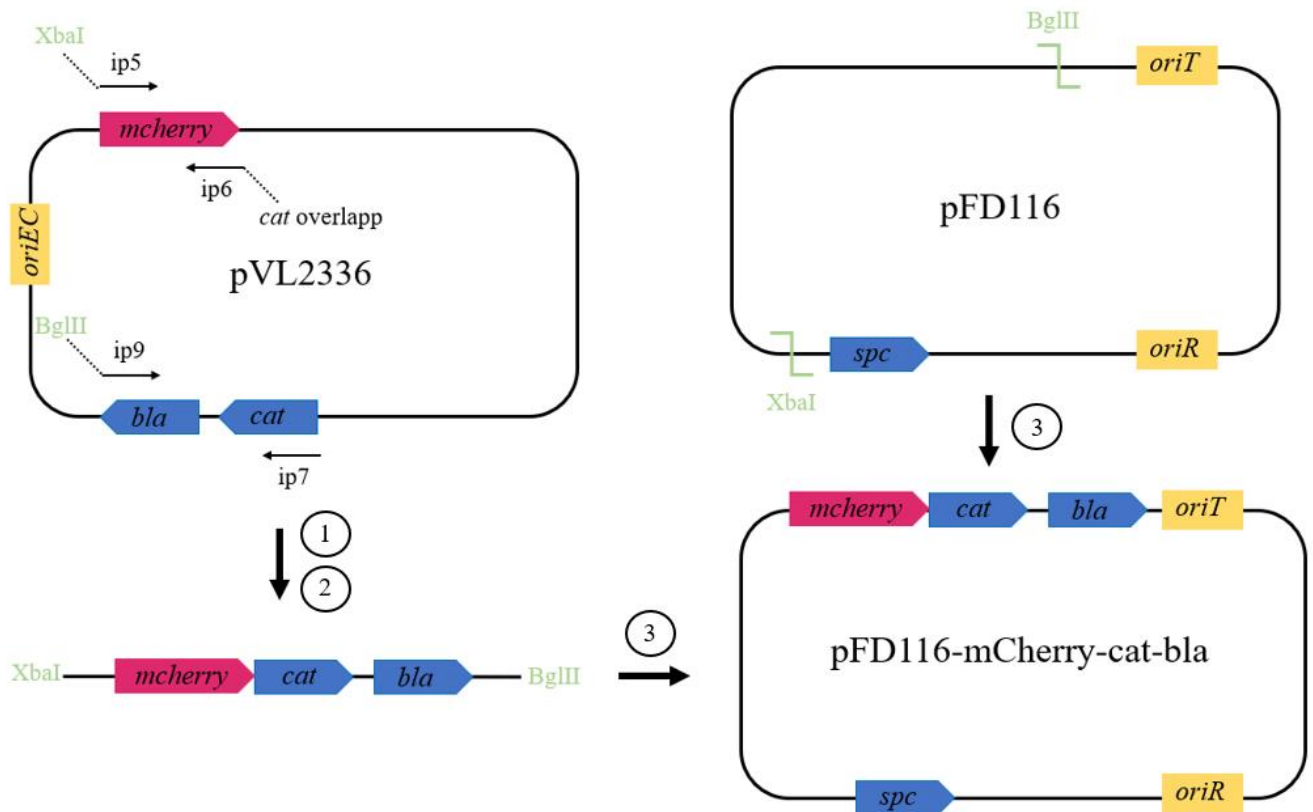 XbaI
ip5
mcherry
ip6
cat overlapp
oriEC
pVL2336
BglII
ip9
bla
cat
ip7
1
2
XbaI
mcherry
cat
bla
BglII
3
BglII
oriT
pFD116
spc
oriR
XbaI
3
mcherry
cat
bla
oriT
pFD116-mCherry-cat-bla
spc
oriR